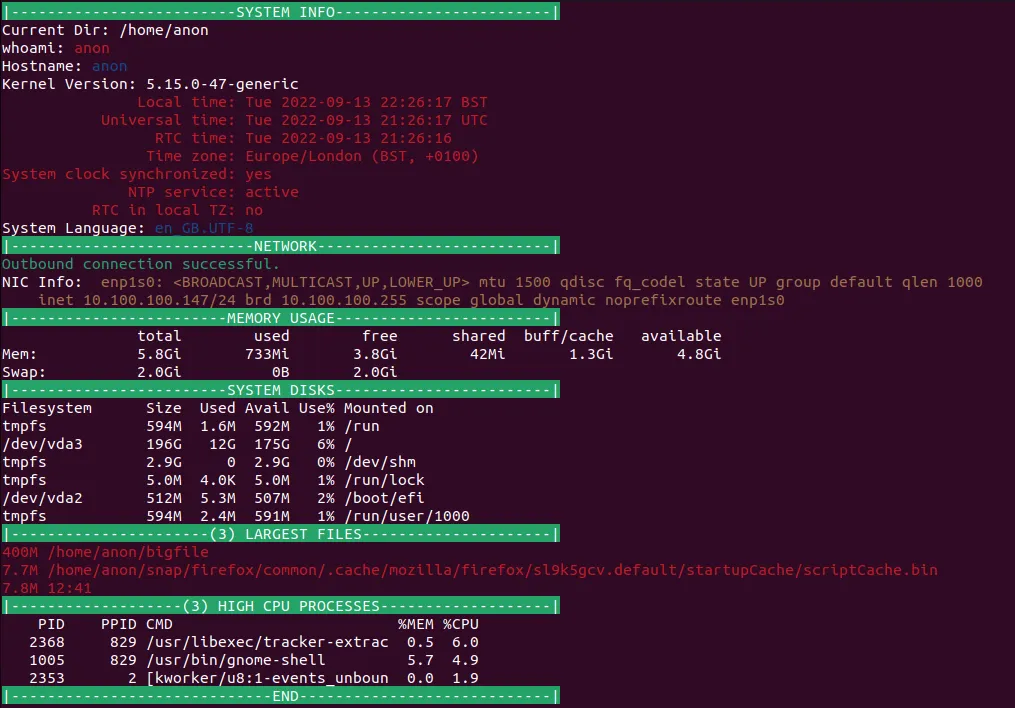 |-------------------------SYSTEM INFO------------------------|
Current Dir: /home/anon
whoami: anon
Hostname: anon
Kernel Version: 5.15.0-47-generic
               Local time: Tue 2022-09-13 22:26:17 BST
           Universal time: Tue 2022-09-13 21:26:17 UTC
                 RTC time: Tue 2022-09-13 21:26:16
                Time zone: Europe/London (BST, +0100)
System clock synchronized: yes
              NTP service: active
          RTC in local TZ: no
System Language: en_GB.UTF-8
|---------------------------NETWORK--------------------------|
Outbound connection successful.
NIC Info:  enp1s0: <BROADCAST,MULTICAST,UP,LOWER_UP> mtu 1500 qdisc fq_codel state UP group default qlen 1000
    inet 10.100.100.147/24 brd 10.100.100.255 scope global dynamic noprefixroute enp1s0
|------------------------MEMORY USAGE------------------------|
               total        used        free      shared  buff/cache   available
Mem:           5.8Gi       733Mi       3.8Gi        42Mi       1.3Gi       4.8Gi
Swap:          2.0Gi          0B       2.0Gi
|------------------------SYSTEM DISKS------------------------|
Filesystem      Size  Used Avail Use% Mounted on
tmpfs           594M  1.6M  592M   1% /run
/dev/vda3       196G   12G  175G   6% /
tmpfs           2.9G     0  2.9G   0% /dev/shm
tmpfs           5.0M  4.0K  5.0M   1% /run/lock
/dev/vda2       512M  5.3M  507M   2% /boot/efi
tmpfs           594M  2.4M  591M   1% /run/user/1000
|----------------------(3) LARGEST FILES---------------------|
400M /home/anon/bigfile
7.7M /home/anon/snap/firefox/common/.cache/mozilla/firefox/sl9k5gcv.default/startupCache/scriptCache.bin
7.8M 12:41
|-------------------(3) HIGH CPU PROCESSES-------------------|
    PID    PPID CMD                         %MEM %CPU
   2368     829 /usr/libexec/tracker-extrac  0.5  6.0
   1005     829 /usr/bin/gnome-shell         5.7  4.9
   2353       2 [kworker/u8:1-events_unboun  0.0  1.9
|-----------------------------END----------------------------|